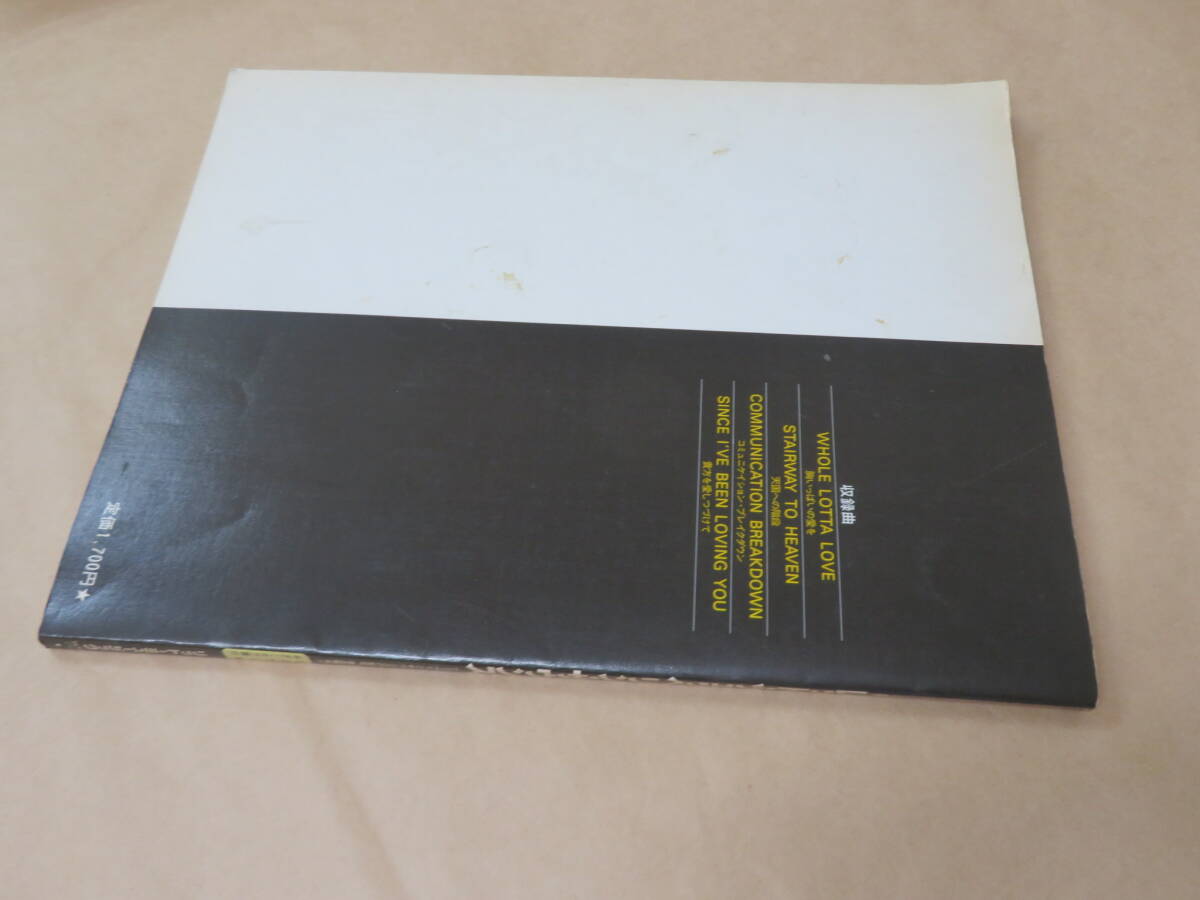 収録曲
WHOLE LOTTA LOVE
胸いっぱいの愛を
STAIRWAY TO HEAVEN
天国への階段
COMMUNICATION BREAKDOWN
コミュニケイション・ブレイクダウン
SINCE I'VE BEEN LOVING YOU
貴方を愛しつづけて
定価1,700円★